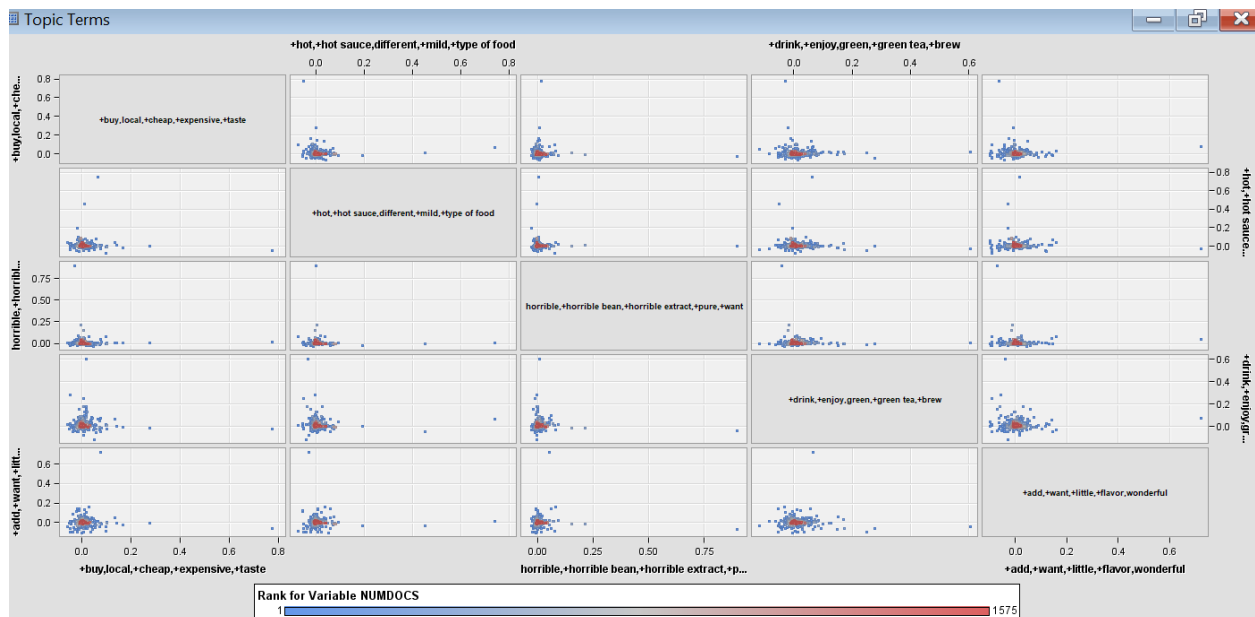 Topic Terms
+hot,+hot sauce,different,+mild,+type of food +drink,+enjoy,green,+green tea,+brew
0.0 0.2 0.4 0.6 0.8 0.0 0.2 0.4 0.6
+buy,local,+che...
0.8
0.6
0.4
0.2
0.0
+buy,local,+cheap,+expensive,+taste
+hot,+hot sauce,different,+mild,+type of food
0.8
0.6
0.4
0.2
0.0
+hot,+hot sauce...
horrible,+horribl...
0.75
0.50
0.25
0.00
horrible,+horrible bean,+horrible extract,+pure,+want
+drink,+enjoy,green,+green tea,+brew
0.6
0.4
0.2
0.0
+drink,+enjoy,gr...
+add,+want,+litt...
0.6
0.4
0.2
0.0
+add,+want,+little,+flavor,wonderful
0.0 0.2 0.4 0.6 0.8 0.00 0.25 0.50 0.75 0.0 0.2 0.4 0.6
+buy,local,+cheap,+expensive,+taste horrible,+horrible bean,+horrible extract,+p... +add,+want,+little,+flavor,wonderful
Rank for Variable NUMDOCS
1 1575